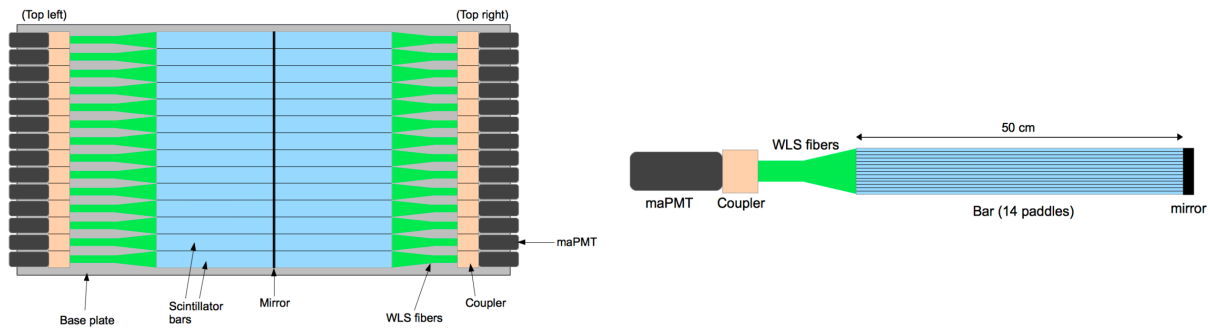 (Top left)
(Top right)
maPMT
Base plate
Scintillator
bars
Mirror
WLS fibers
Coupler
50 cm
WLS fibers
maPMT
Coupler
Bar (14 paddles)
mirror